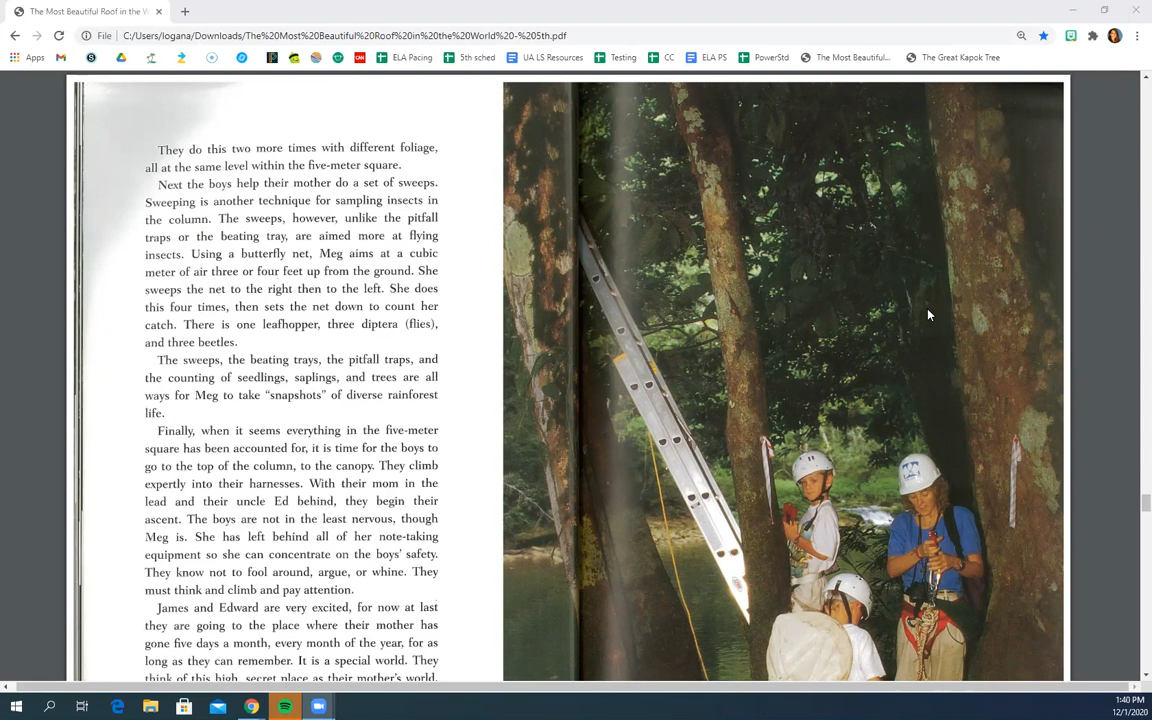 The Most Beautiful Roof in the W
File
C:/Users/logana/Downloads/The%20Most%20Beautiful%20Roof%20in%20the%20World%20-%205th.pdf
Apps
ELA Pacing
5th sched
UA LS Resources
Testing
CC
ELA PS
PowerStd
The Most Beautiful...
The Great Kapok Tree
They do this two more times with different foliage,
all at the same level within the five-meter square.
Next the boys help their mother do a set of sweeps.
Sweeping is another technique for sampling insects in
the column. The sweeps, however, unlike the pitfall
traps or the beating tray, are aimed more at flying
insects. Using a butterfly net, Meg aims at a cubic
meter of air three or four feet up from the ground. She
sweeps the net to the right then to the left. She does
this four times, then sets the net down to count her
catch. There is one leafhopper, three diptera (flies),
and three beetles.
The sweeps, the beating trays, the pitfall traps, and
the counting of seedlings, saplings, and trees are all
ways for Meg to take “snapshots” of diverse rainforest
life.
Finally, when it seems everything in the five-meter
square has been accounted for, it is time for the boys to
go to the top of the column, to the canopy. They climb
expertly into their harnesses. With their mom in the
lead and their uncle Ed behind, they begin their
ascent. The boys are not in the least nervous, though
Meg is. She has left behind all of her note-taking
equipment so she can concentrate on the boys’ safety.
They know not to fool around, argue, or whine. They
must think and climb and pay attention.
James and Edward are very excited, for now at last
they are going to the place where their mother has
gone five days a month, every month of the year, for as
long as they can remember. It is a special world. They
think of this high, secret place as their mother’s world.
1:40 PM
12/1/2020